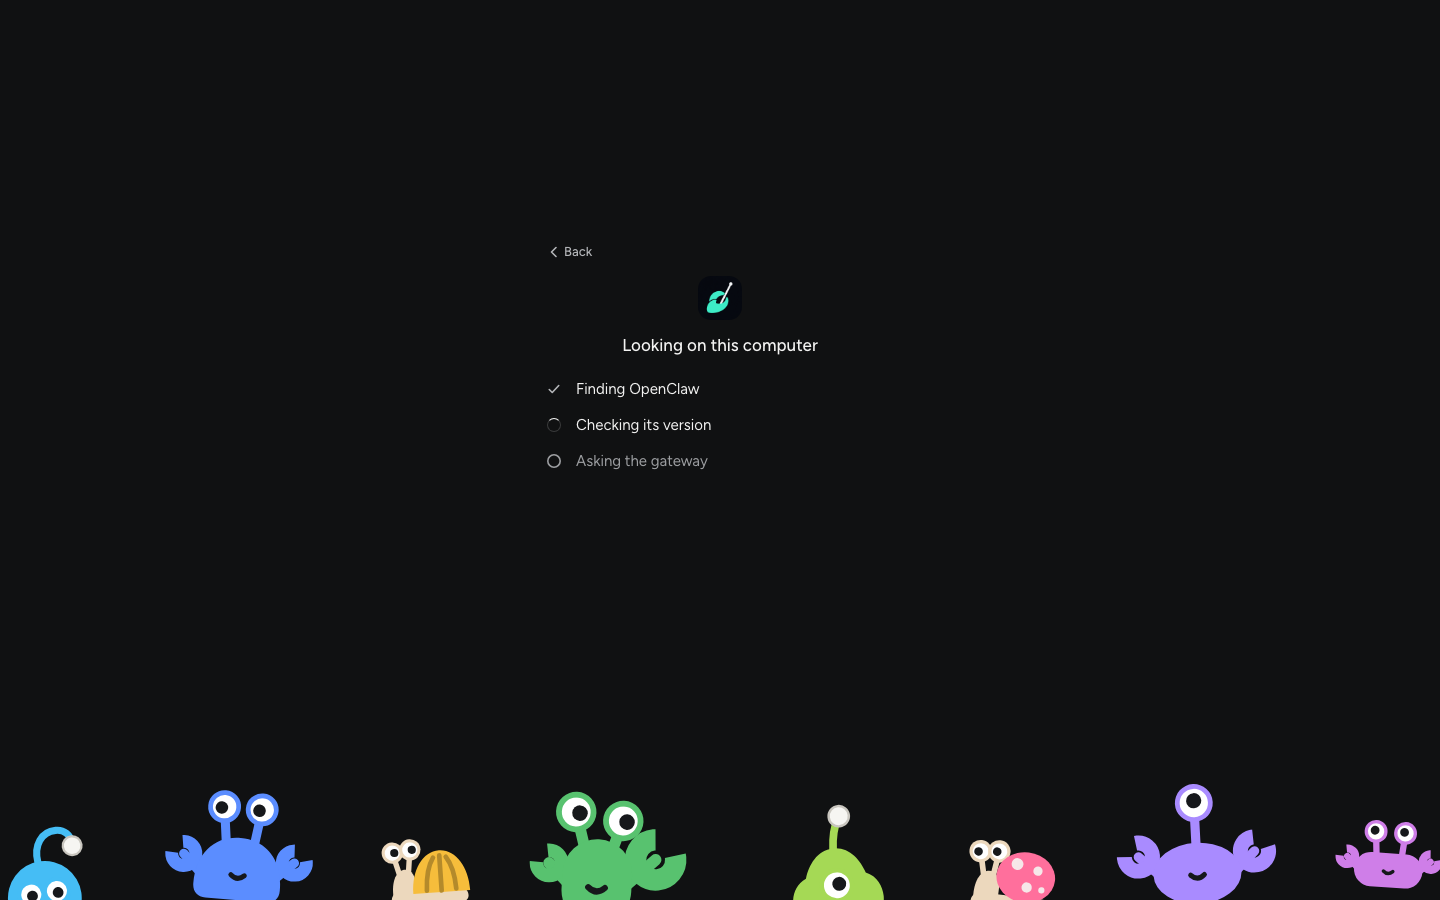 Back
Looking on this computer
Finding OpenClaw
Checking its version
Asking the gateway